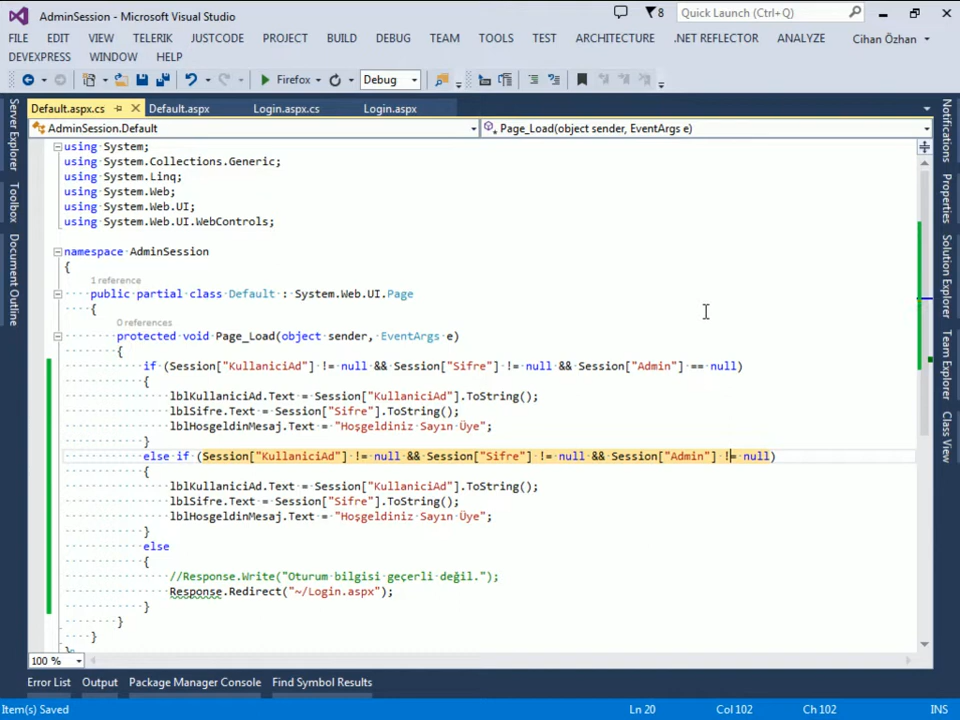 AdminSession - Microsoft Visual Studio
8
Quick Launch (Ctrl+Q)
FILE EDIT VIEW TELERIK JUSTCODE PROJECT BUILD DEBUG TEAM TOOLS TEST ARCHITECTURE .NET REFLECTOR ANALYZE Cihan Özhan
DEVEXPRESS WINDOW HELP
Firefox Debug
Default.aspx.cs Default.aspx Login.aspx.cs Login.aspx
AdminSession.Default Page_Load(object sender, EventArgs e)
Server Explorer
Toolbox
Document Outline
using System;
using System.Collections.Generic;
using System.Linq;
using System.Web;
using System.Web.UI;
using System.Web.UI.WebControls;
namespace AdminSession
{
1 reference
public partial class Default : System.Web.UI.Page
{
0 references
protected void Page_Load(object sender, EventArgs e)
{
if (Session["KullaniciAd"] != null && Session["Sifre"] != null && Session["Admin"] == null)
{
lblKullaniciAd.Text = Session["KullaniciAd"].ToString();
lblSifre.Text = Session["Sifre"].ToString();
lblHosgeldinMesaj.Text = "Hoşgeldiniz Sayın Üye";
}
else if (Session["KullaniciAd"] != null && Session["Sifre"] != null && Session["Admin"] != null)
{
lblKullaniciAd.Text = Session["KullaniciAd"].ToString();
lblSifre.Text = Session["Sifre"].ToString();
lblHosgeldinMesaj.Text = "Hoşgeldiniz Sayın Üye";
}
else
{
//Response.Write("Oturum bilgisi geçerli değil.");
Response.Redirect("~/Login.aspx");
}
}
}
}
Notifications
Properties
Solution Explorer
Team Explorer
Class View
100 %
Error List Output Package Manager Console Find Symbol Results
Item(s) Saved Ln 20 Col 102 Ch 102 INS